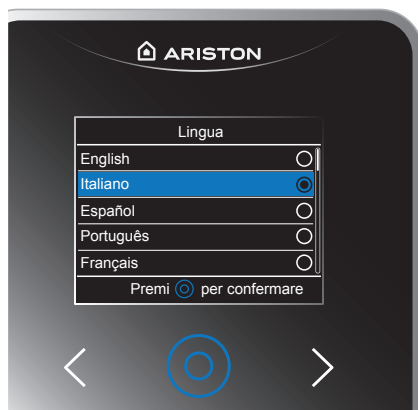 ARISTON
Lingua
English
Italiano
Español
Português
Français
Premi per confermare